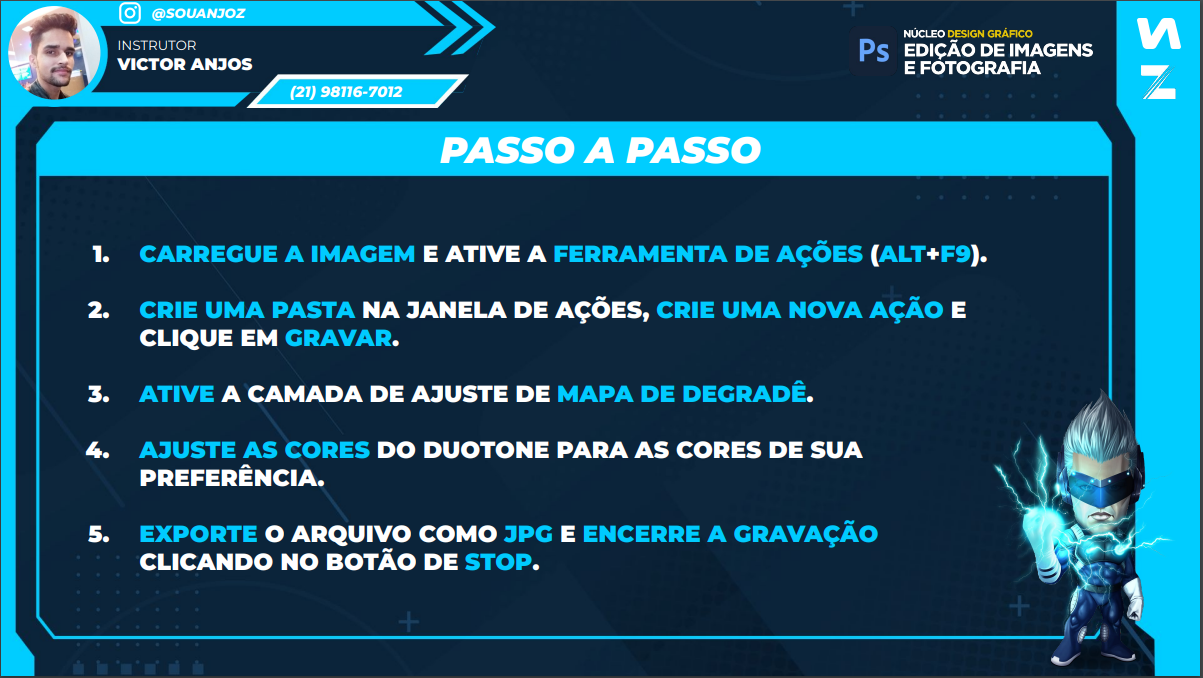 @SOUANJOZ
INSTRUTOR
VICTOR ANJOS
(21) 98116-7012
Ps
NÚCLEO DESIGN GRÁFICO
EDIÇÃO DE IMAGENS
E FOTOGRAFIA
PASSO A PASSO
1. CARREGUE A IMAGEM E ATIVE A FERRAMENTA DE AÇÕES (ALT+F9).
2. CRIE UMA PASTA NA JANELA DE AÇÕES, CRIE UMA NOVA AÇÃO E
CLIQUE EM GRAVAR.
3. ATIVE A CAMADA DE AJUSTE DE MAPA DE DEGRADÊ.
4. AJUSTE AS CORES DO DUOTONE PARA AS CORES DE SUA
PREFERÊNCIA.
5. EXPORTE O ARQUIVO COMO JPG E ENCERRE A GRAVAÇÃO
CLICANDO NO BOTÃO DE STOP.